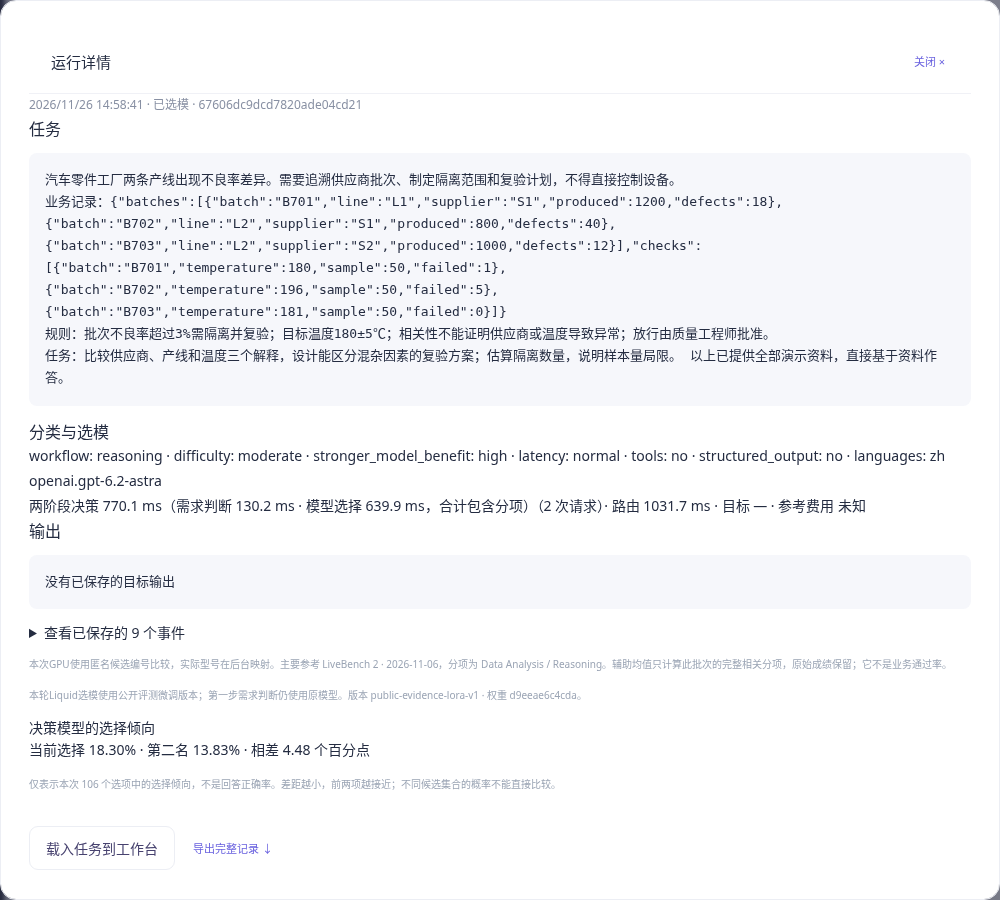 运行详情
关闭 ×
2026/11/26 14:58:41 · 已选模 · 67606dc9dcd7820ade04cd21
任务
汽车零件工厂两条产线出现不良率差异。需要追溯供应商批次、制定隔离范围和复验计划，不得直接控制设备。
业务记录：{"batches":[{"batch":"B701","line":"L1","supplier":"S1","produced":1200,"defects":18},
{"batch":"B702","line":"L2","supplier":"S1","produced":800,"defects":40},
{"batch":"B703","line":"L2","supplier":"S2","produced":1000,"defects":12}],"checks":
[{"batch":"B701","temperature":180,"sample":50,"failed":1},
{"batch":"B702","temperature":196,"sample":50,"failed":5},
{"batch":"B703","temperature":181,"sample":50,"failed":0}]}
规则：批次不良率超过3%需隔离并复验；目标温度180±5℃；相关性不能证明供应商或温度导致异常；放行由质量工程师批准。
任务：比较供应商、产线和温度三个解释，设计能区分混杂因素的复验方案；估算隔离数量，说明样本量局限。 以上已提供全部演示资料，直接基于资料作
答。
分类与选模
workflow: reasoning · difficulty: moderate · stronger_model_benefit: high · latency: normal · tools: no · structured_output: no · languages: zh
openai.gpt-6.2-astra
两阶段决策 770.1 ms（需求判断 130.2 ms · 模型选择 639.9 ms，合计包含分项）（2 次请求）· 路由 1031.7 ms · 目标 — · 参考费用 未知
输出
没有已保存的目标输出
▶ 查看已保存的 9 个事件
本次GPU使用匿名候选编号比较，实际型号在后台映射。主要参考 LiveBench 2 · 2026-11-06，分项为 Data Analysis / Reasoning。辅助均值只计算此批次的完整相关分项，原始成绩保留；它不是业务通过率。
本轮Liquid选模使用公开评测微调版本；第一步需求判断仍使用原模型。版本 public-evidence-lora-v1 · 权重 d9eeae6c4cda。
决策模型的选择倾向
当前选择 18.30% · 第二名 13.83% · 相差 4.48 个百分点
仅表示本次 106 个选项中的选择倾向，不是回答正确率。差距越小，前两项越接近；不同候选集合的概率不能直接比较。
载入任务到工作台
导出完整记录 ↓